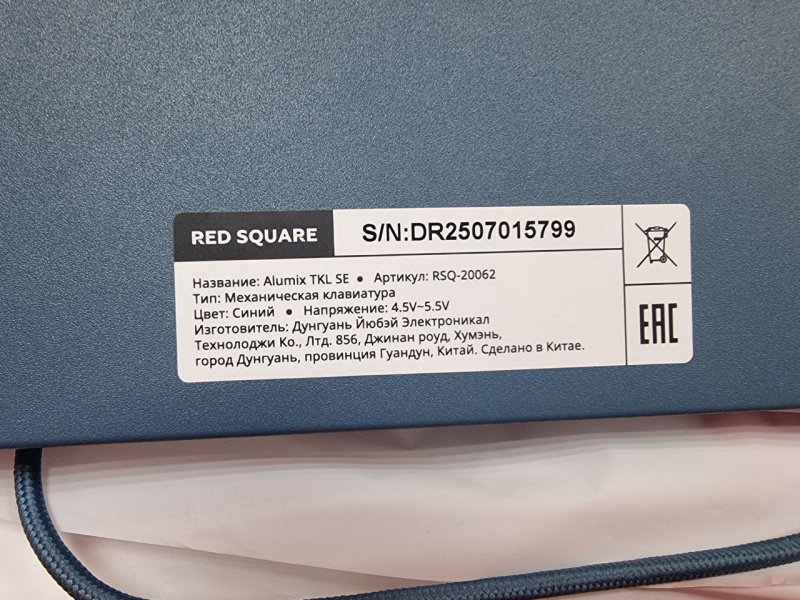 RED SQUARE
S/N:DR2507015799
Название: Alumix TKL SE ● Артикул: RSQ-20062
Тип: Механическая клавиатура
Цвет: Синий ● Напряжение: 4.5V~5.5V
Изготовитель: Дунгуань Йюбэй Электроникал
Технолоджи Ко., Лтд. 856, Джинан роуд, Хумэнь,
город Дунгуань, провинция Гуандун, Китай. Сделано в Китае.
EAC